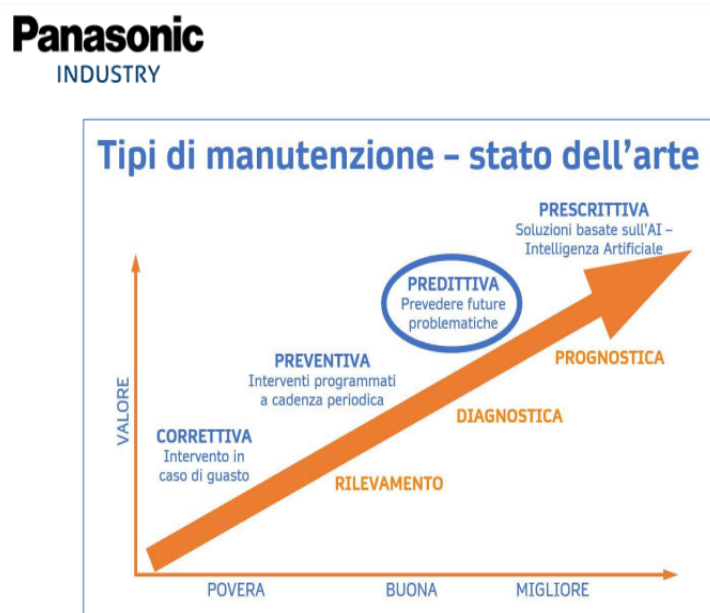 Panasonic
INDUSTRY
Tipi di manutenzione – stato dell'arte
PRESCRITTIVA
Soluzioni basate sull'AI –
Intelligenza Artificiale
PREDITTIVA
Prevedere future
problematiche
PROGNOSTICA
PREVENTIVA
Interventi programmati
a cadenza periodica
DIAGNOSTICA
VALORE
CORRETTIVA
Intervento in
caso di guasto
RILEVAMENTO
POVERA
BUONA
MIGLIORE